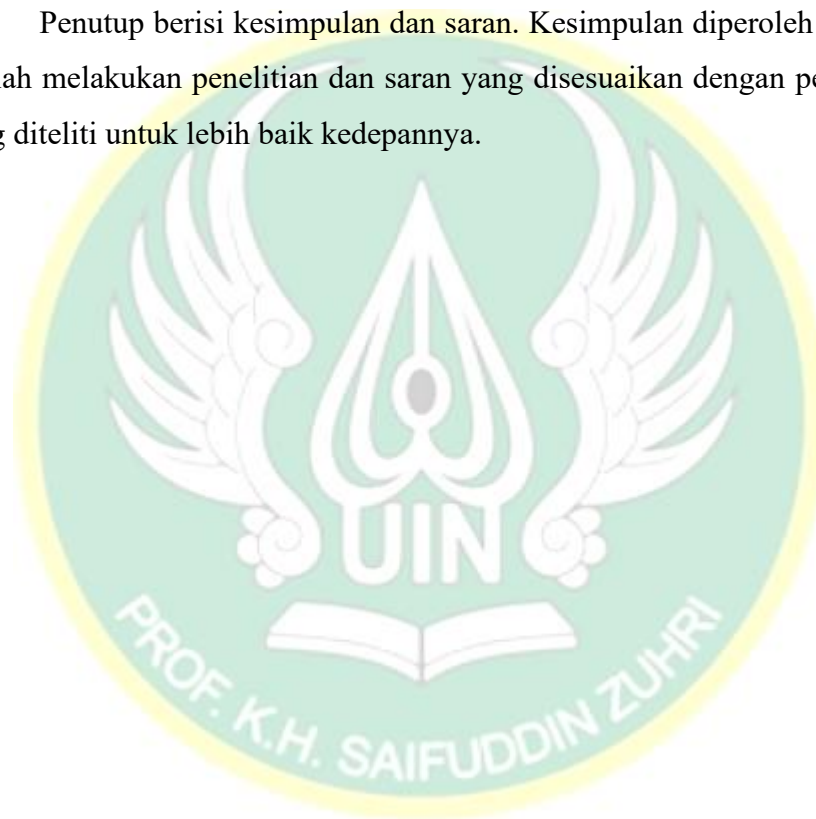 Penutup berisi kesimpulan dan saran. Kesimpulan diperoleh
lah melakukan penelitian dan saran yang disesuaikan dengan pe
g diteliti untuk lebih baik kedepannya.
UIN
PROF. K.H. SAIFUDDIN ZUHRI